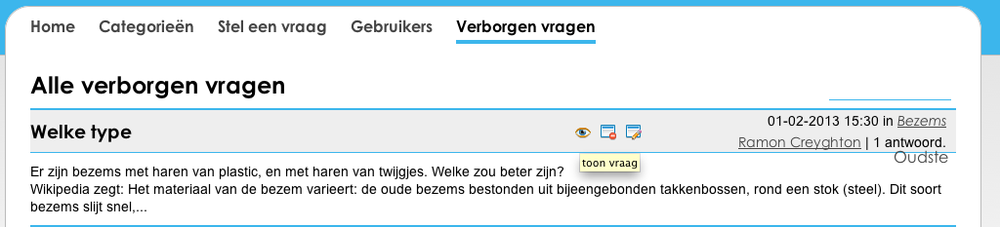 Home Categorieën Stel een vraag Gebruikers Verborgen vragen
Alle verborgen vragen
Welke type
01-02-2013 15:30 in Bezems
Ramon Creyghton | 1 antwoord.
Oudste
toon vraag
Er zijn bezems met haren van plastic, en met haren van twijgjes. Welke zou beter zijn?
Wikipedia zegt: Het materiaal van de bezem varieert: de oude bezems bestonden uit bijeengebonden takkenbossen, rond een stok (steel). Dit soort
bezems slijt snel,...